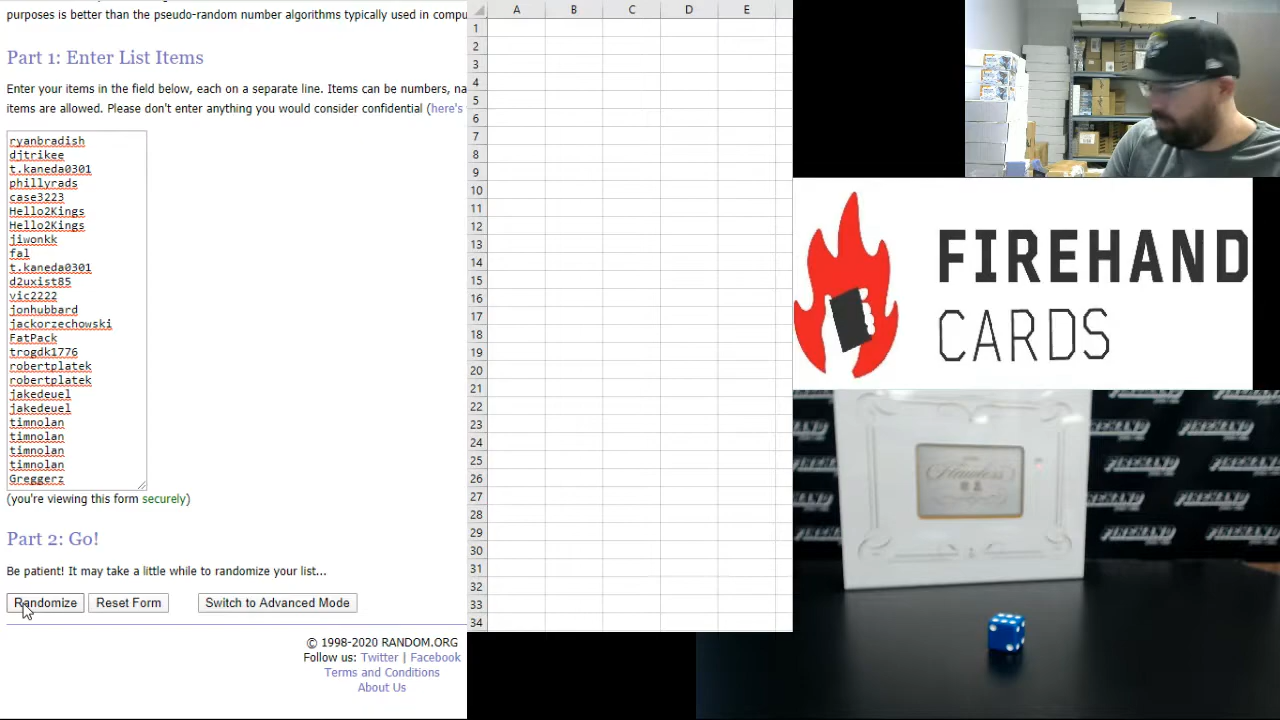 purposes is better than the pseudo-random number algorithms typically used in compu
Part 1: Enter List Items
Enter your items in the field below, each on a separate line. Items can be numbers, na
items are allowed. Please don't enter anything you would consider confidential (here's
ryanbradish
djtrikee
t.kaneda0301
phillyrads
case3223
Hello2Kings
Hello2Kings
jiwonkk
fal
t.kaneda0301
d2uxist85
vic2222
jonhubbard
jackorzechowski
FatPack
trogdk1776
robertplatek
robertplatek
jakedeuel
jakedeuel
timnolan
timnolan
timnolan
timnolan
Greggerz
(you're viewing this form securely)
Part 2: Go!
Be patient! It may take a little while to randomize your list...
Randomize Reset Form Switch to Advanced Mode
© 1998-2020 RANDOM.ORG
Follow us: Twitter | Facebook
Terms and Conditions
About Us
A B C D E
1
2
3
4
5
6
7
8
9
10
11
12
13
14
15
16
17
18
19
20
21
22
23
24
25
26
27
28
29
30
31
32
33
34
FIREHAND
CARDS
Flawless
FIREHAND
FIREHAND
FIREHAND
FIREHAND
FIREHAND